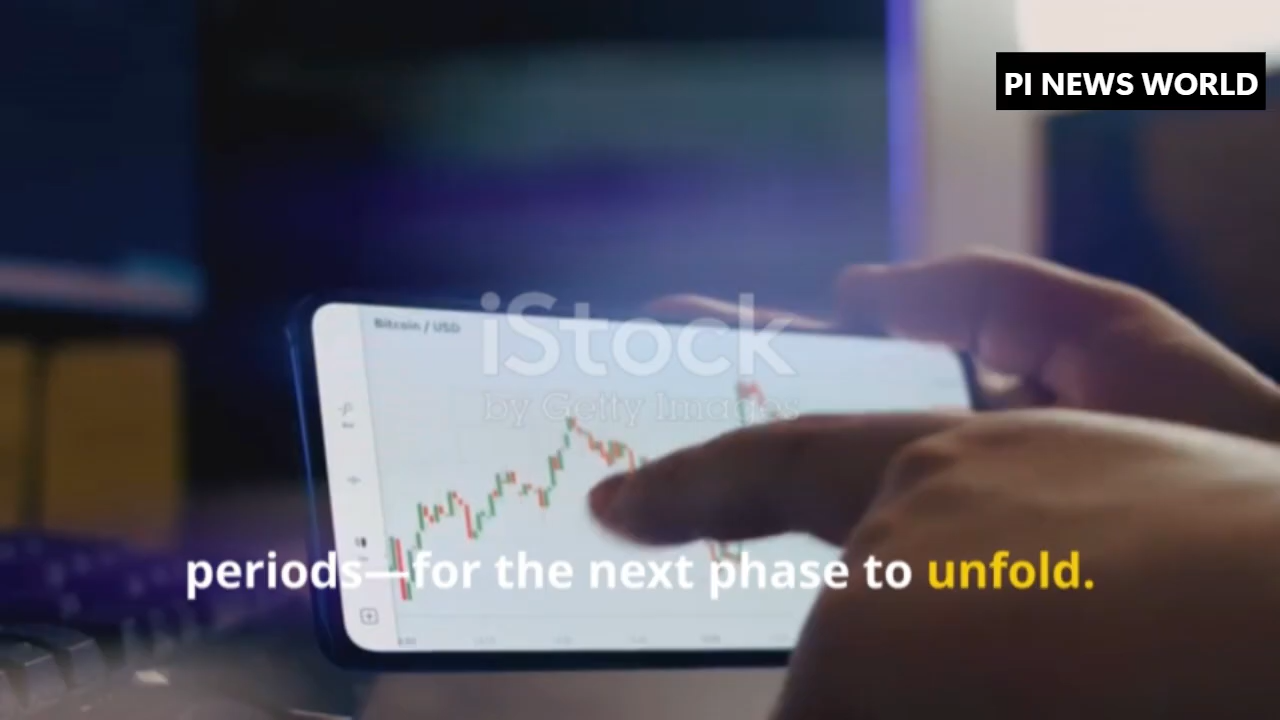 PI NEWS WORLD
Bitcoin / USD
iStock
by Getty Images
periods—for the next phase to unfold.